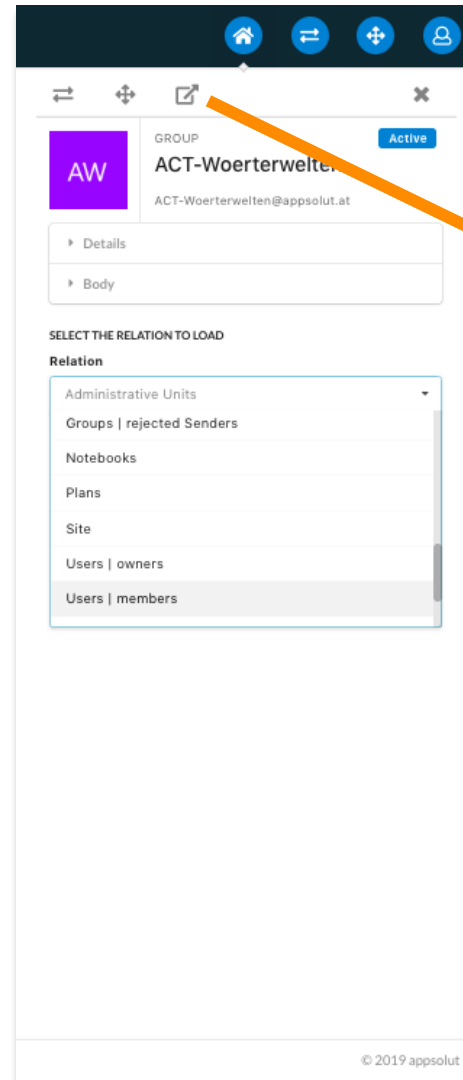 GROUP
Active
AW
ACT-Woerterwelten
ACT-Woerterwelten@appsolut.at
Details
Body
SELECT THE RELATION TO LOAD
Relation
Administrative Units
Groups | rejected Senders
Notebooks
Plans
Site
Users | owners
Users | members
© 2019 appsolut